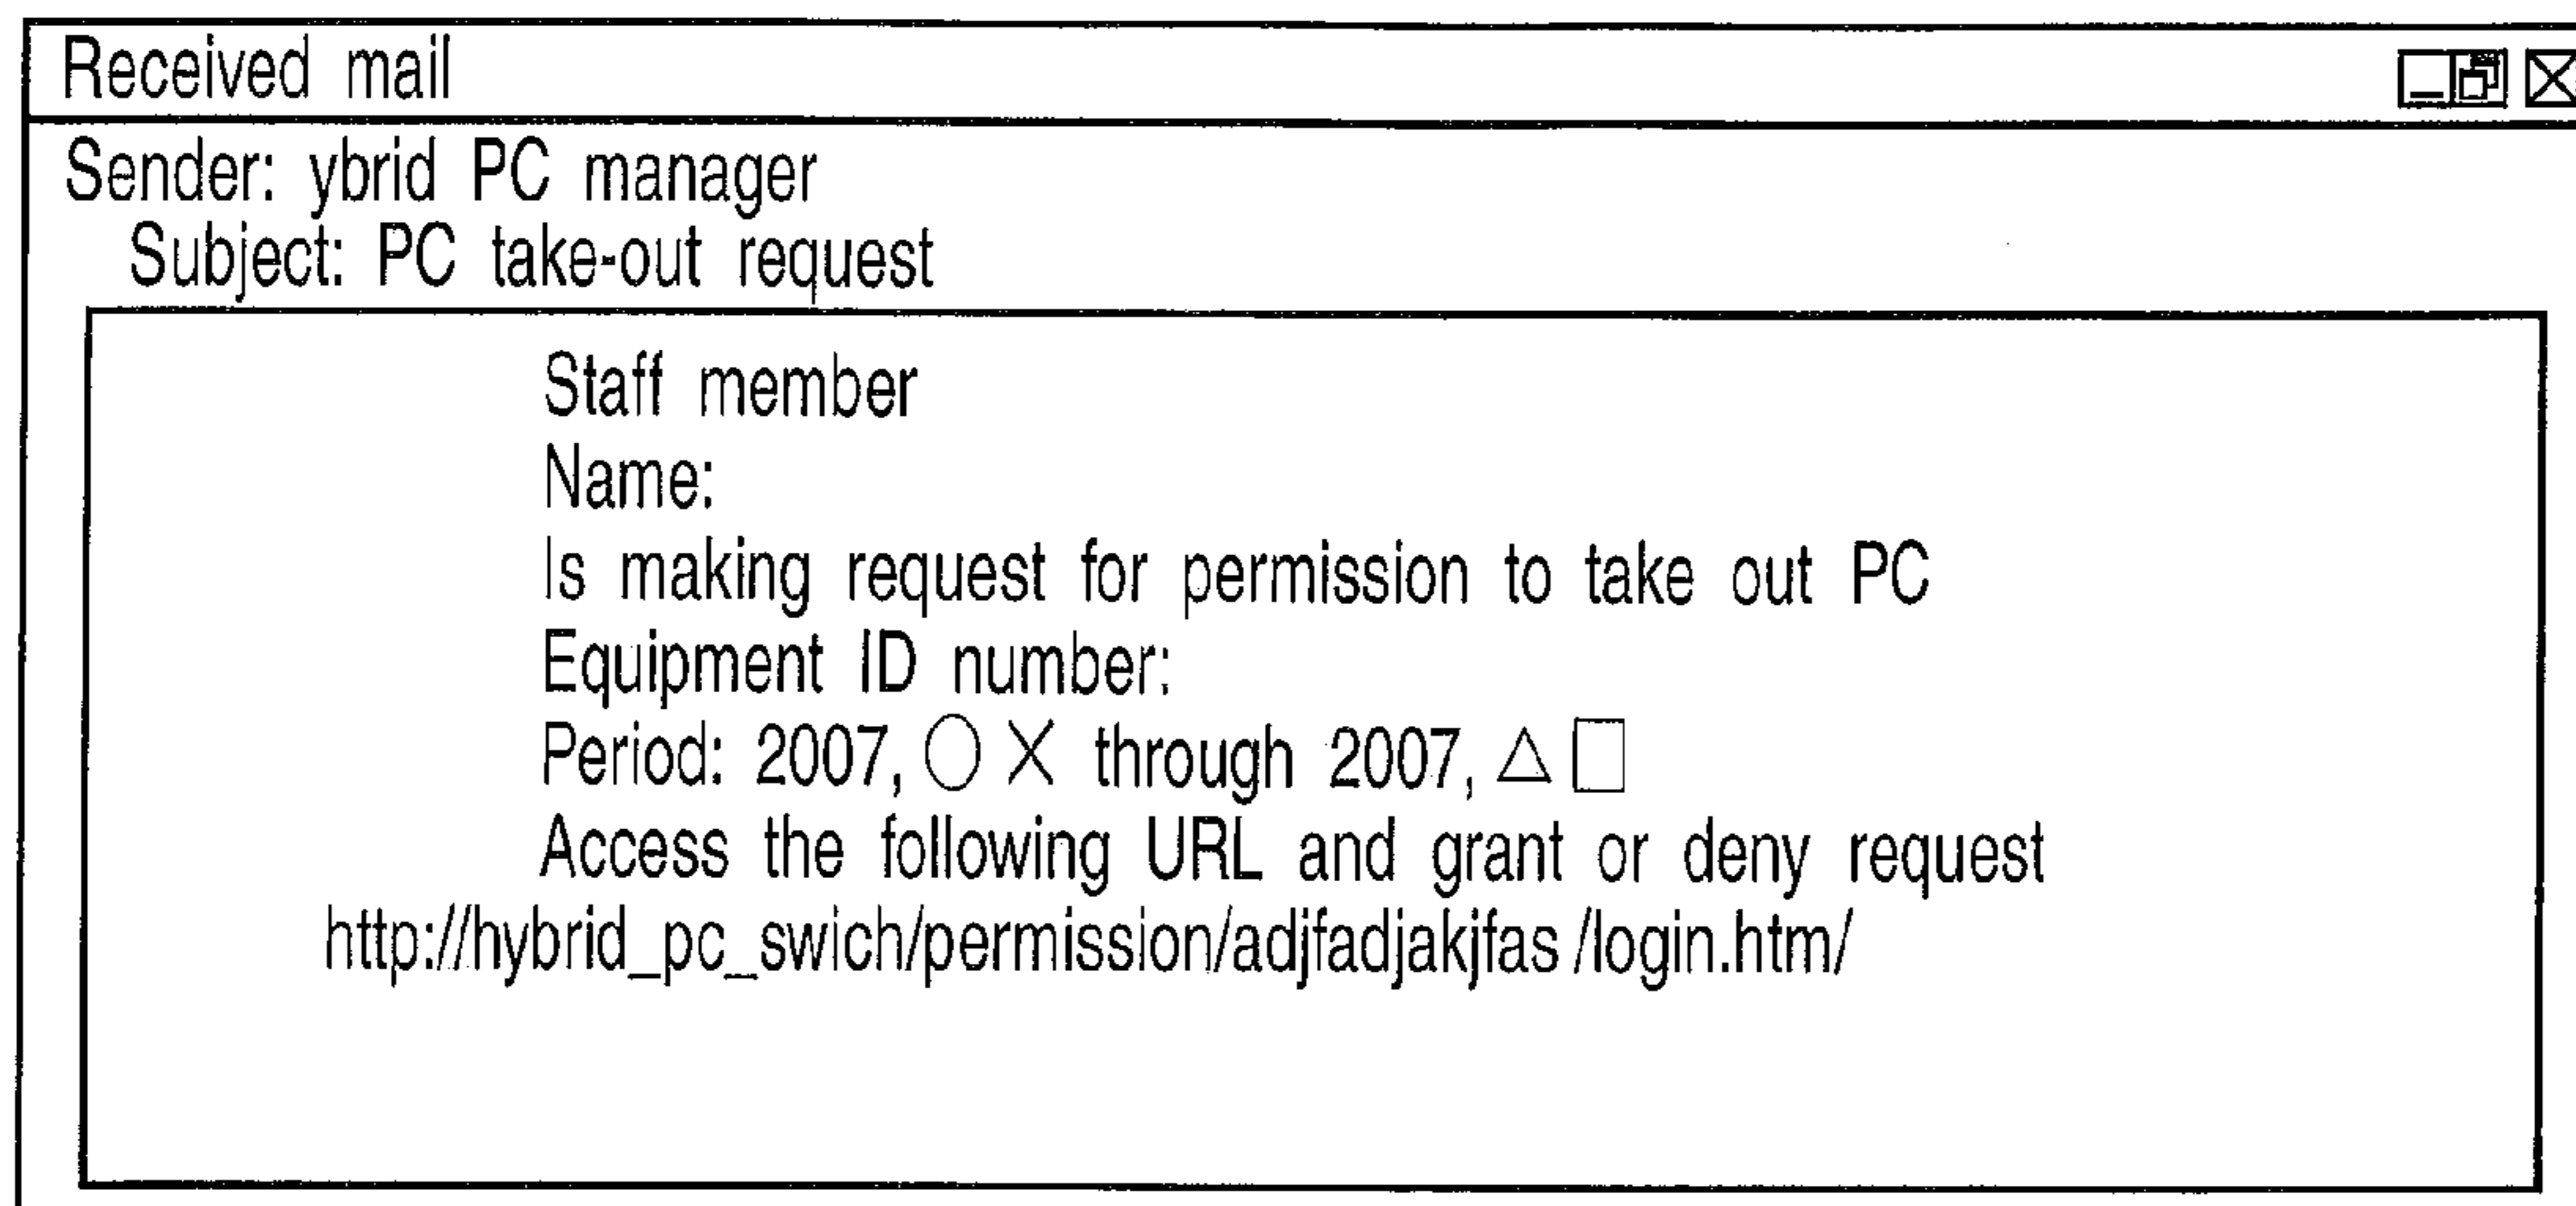 Received mail
Sender: ybrid PC manager
Subject: PC take-out request
Staff member
Name:
Is making request for permission to take out PC
Equipment ID number:
Period: 2007, ○ × through 2007, △ □
Access the following URL and grant or deny request
http://hybrid_pc_swich/permission/adjfadjakjfas /login.htm/